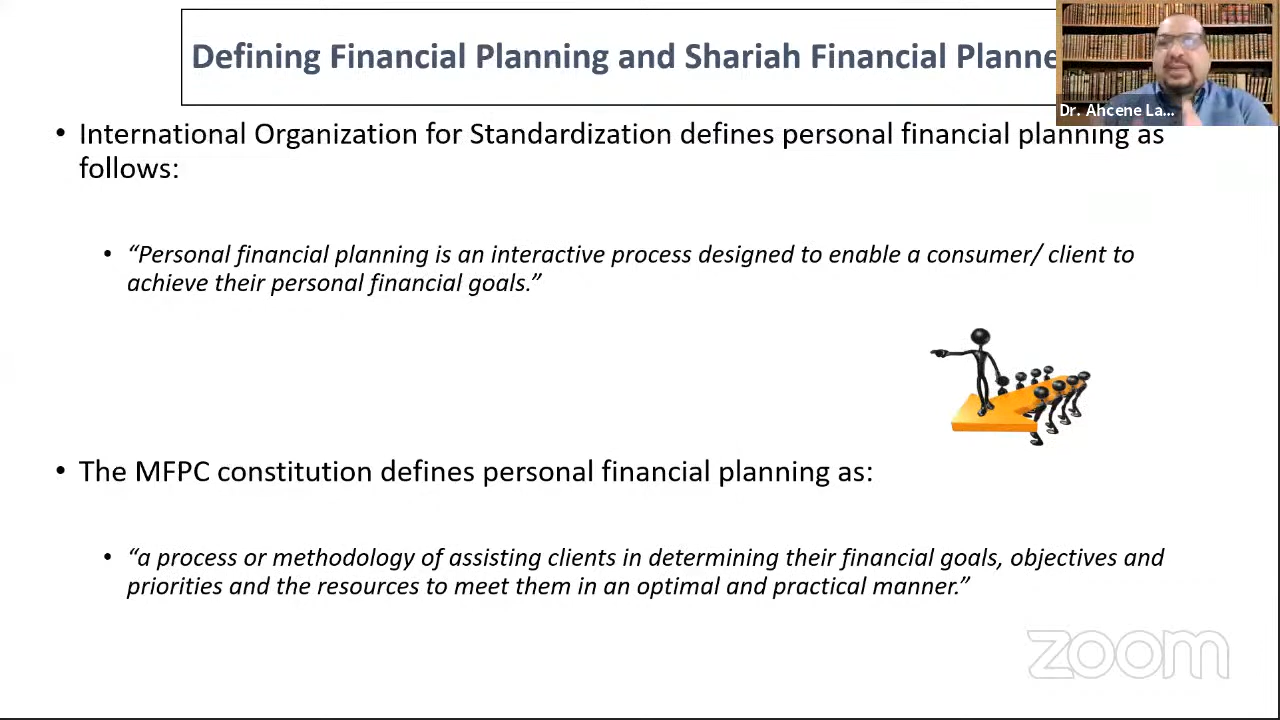 Defining Financial Planning and Shariah Financial Planne
Dr. Ahcene La...
• International Organization for Standardization defines personal financial planning as
follows:
• “Personal financial planning is an interactive process designed to enable a consumer/ client to
achieve their personal financial goals.”
• The MFPC constitution defines personal financial planning as:
• “a process or methodology of assisting clients in determining their financial goals, objectives and
priorities and the resources to meet them in an optimal and practical manner.”
zoom